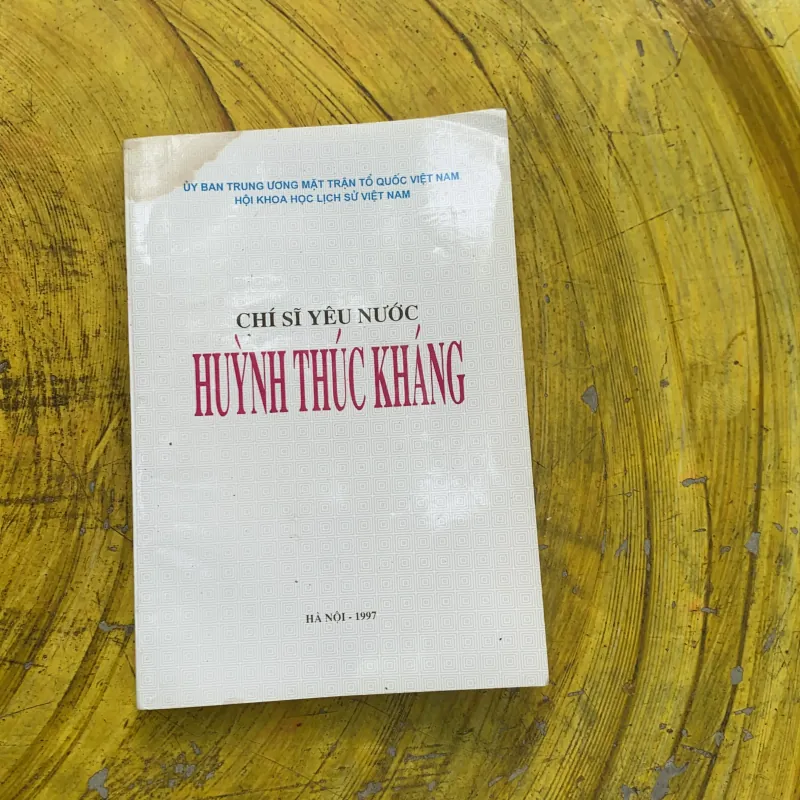 ỦY BAN TRUNG ƯƠNG MẶT TRẬN TỔ QUỐC VIỆT NAM
HỘI KHOA HỌC LỊCH SỬ VIỆT NAM
CHÍ SĨ YÊU NƯỚC
HUỲNH THÚC KHÁNG
HÀ NỘI - 1997